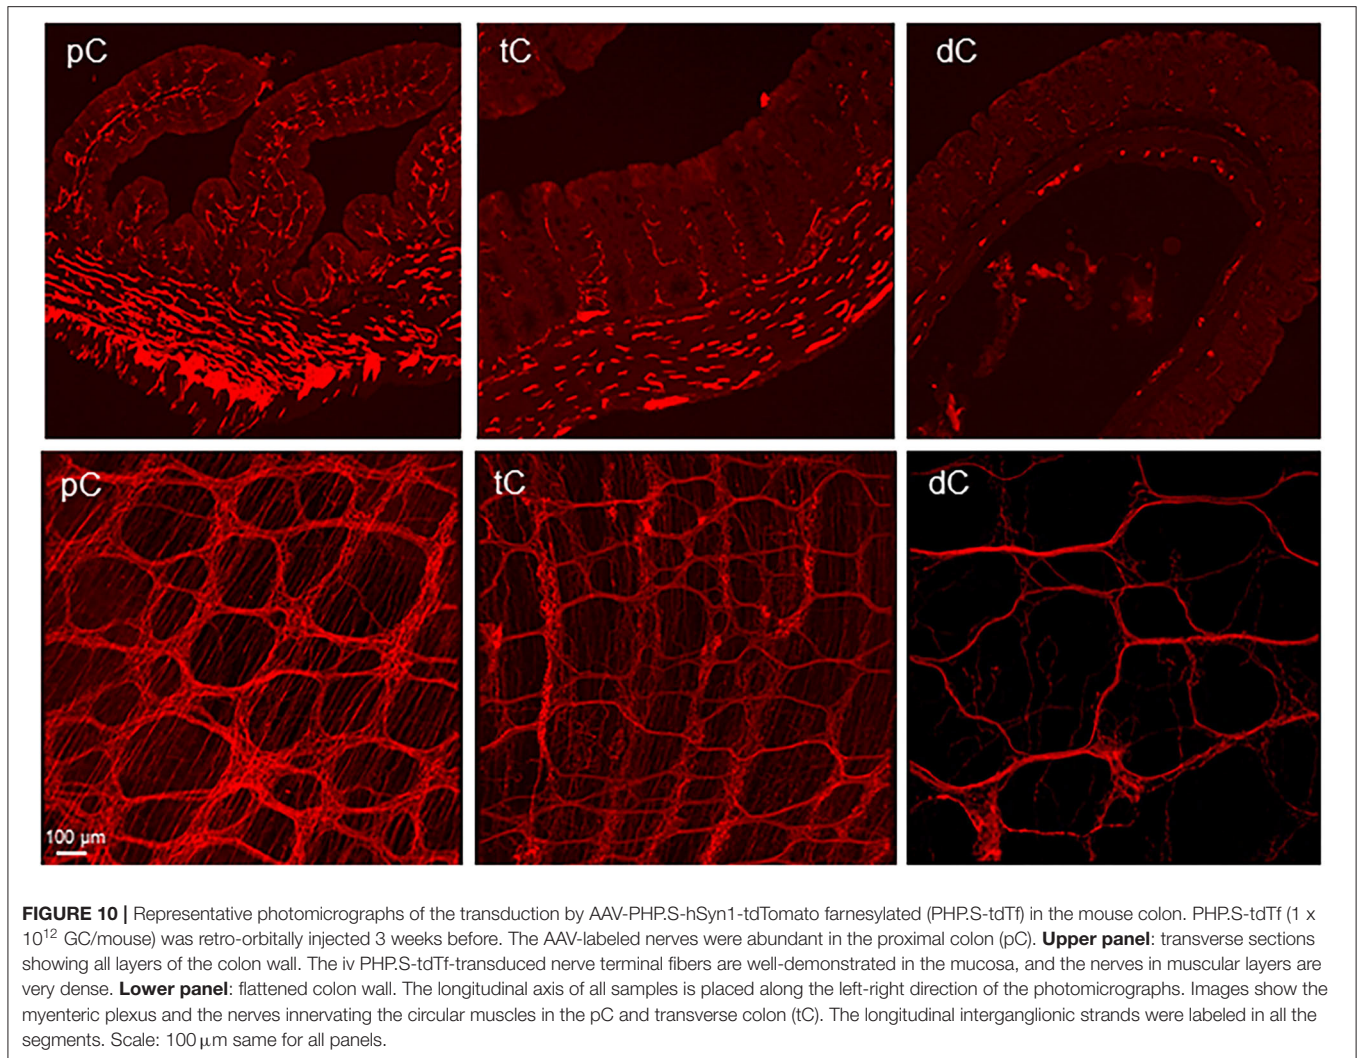 pC
tC
dC
pC
tC
dC
100 µm
FIGURE 10 | Representative photomicrographs of the transduction by AAV-PHP.S-hSyn1-tdTomato farnesylated (PHP.S-tdTf) in the mouse colon. PHP.S-tdTf (1 x
10¹² GC/mouse) was retro-orbitally injected 3 weeks before. The AAV-labeled nerves were abundant in the proximal colon (pC). Upper panel: transverse sections
showing all layers of the colon wall. The iv PHP.S-tdTf-transduced nerve terminal fibers are well-demonstrated in the mucosa, and the nerves in muscular layers are
very dense. Lower panel: flattened colon wall. The longitudinal axis of all samples is placed along the left-right direction of the photomicrographs. Images show the
myenteric plexus and the nerves innervating the circular muscles in the pC and transverse colon (tC). The longitudinal interganglionic strands were labeled in all the
segments. Scale: 100 µm same for all panels.